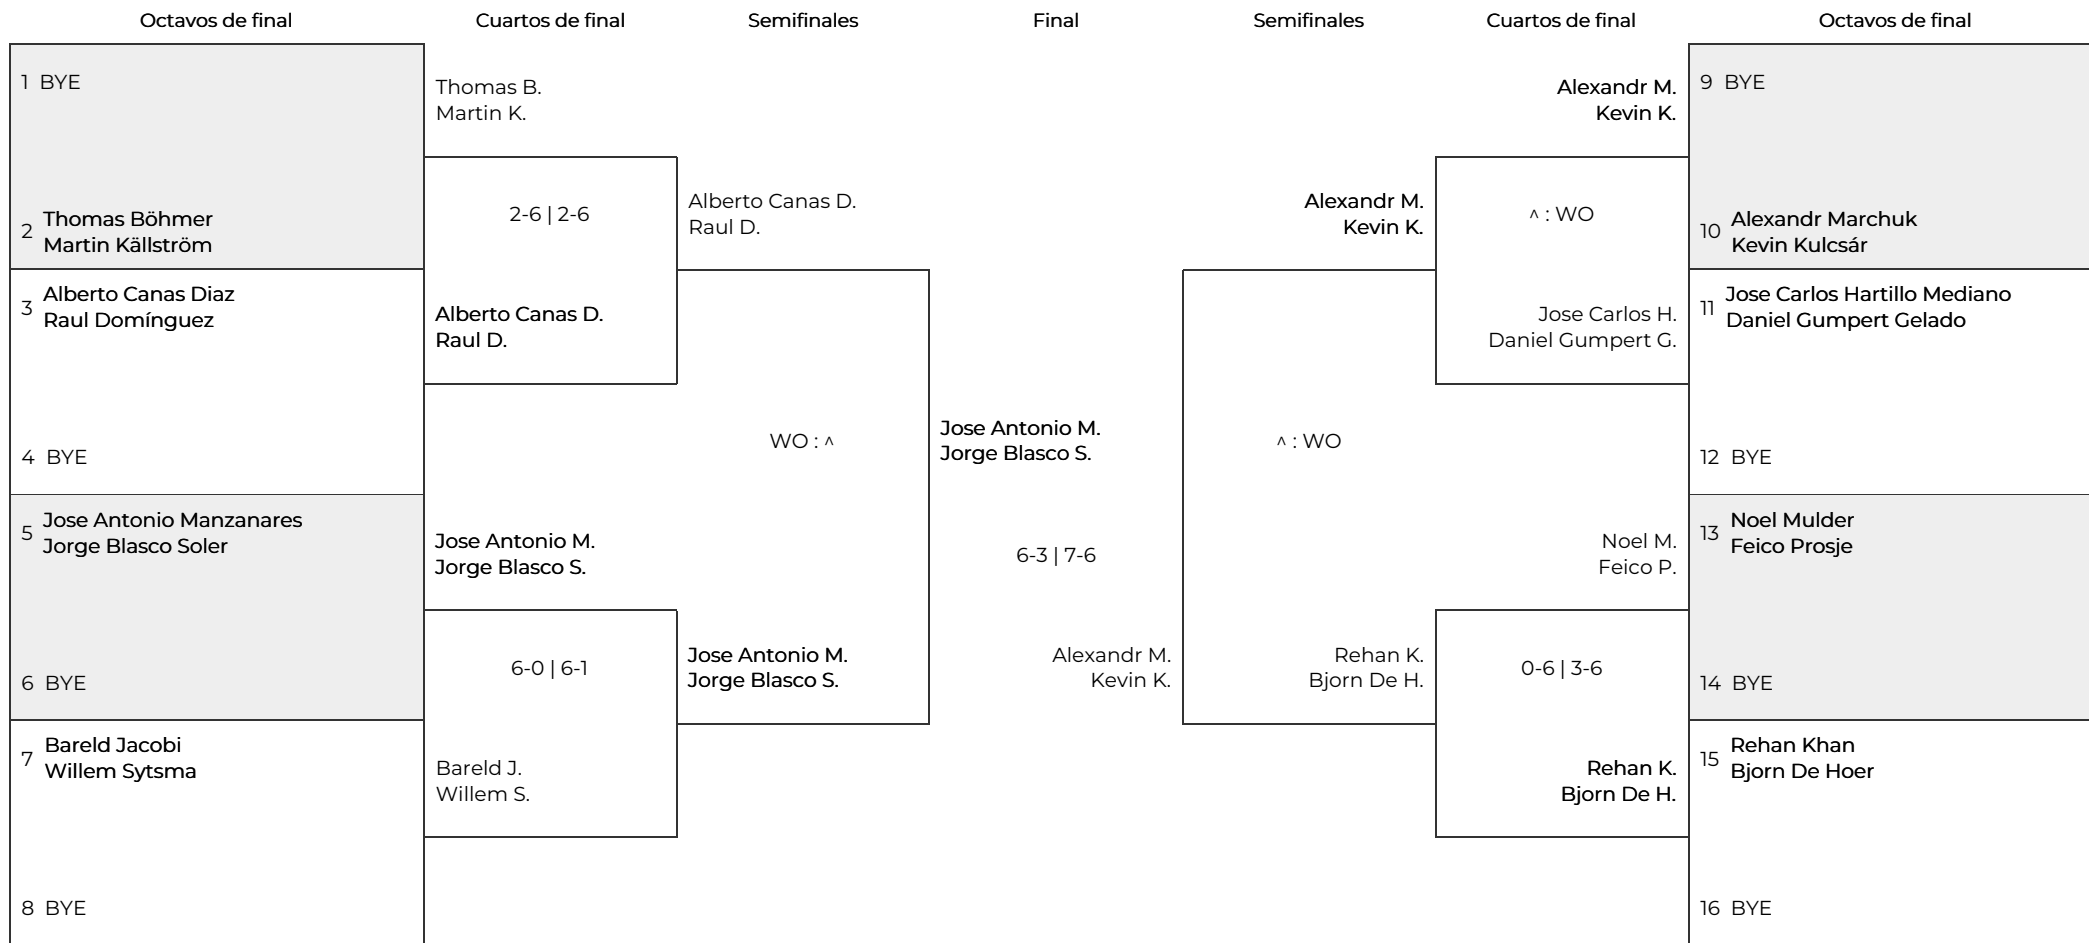 Octavos de final
Cuartos de final
Semifinales
Final
Semifinales
Cuartos de final
Octavos de final
1 BYE
2 Thomas Böhmer
Martin Källström
3 Alberto Canas Diaz
Raul Domínguez
4 BYE
5 Jose Antonio Manzanares
Jorge Blasco Soler
6 BYE
7 Bareld Jacobi
Willem Sytsma
8 BYE
Thomas B.
Martin K.
2-6 | 2-6
Alberto Canas D.
Raul D.
Jose Antonio M.
Jorge Blasco S.
6-0 | 6-1
Bareld J.
Willem S.
Alberto Canas D.
Raul D.
WO : ^
Jose Antonio M.
Jorge Blasco S.
Jose Antonio M.
Jorge Blasco S.
6-3 | 7-6
Alexandr M.
Kevin K.
Alexandr M.
Kevin K.
^ : WO
Rehan K.
Bjorn De H.
Alexandr M.
Kevin K.
^ : WO
Jose Carlos H.
Daniel Gumpert G.
Noel M.
Feico P.
0-6 | 3-6
Rehan K.
Bjorn De H.
9 BYE
10 Alexandr Marchuk
Kevin Kulcsár
11 Jose Carlos Hartillo Mediano
Daniel Gumpert Gelado
12 BYE
13 Noel Mulder
Feico Prosje
14 BYE
15 Rehan Khan
Bjorn De Hoer
16 BYE